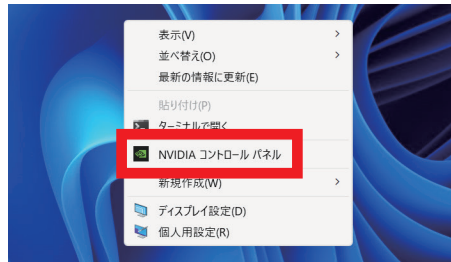 表示(V)
並べ替え(O)
最新の情報に更新(E)
貼り付け(P)
ターミナルで開く
NVIDIA コントロール パネル
新規作成(W)
ディスプレイ設定(D)
個人用設定(R)